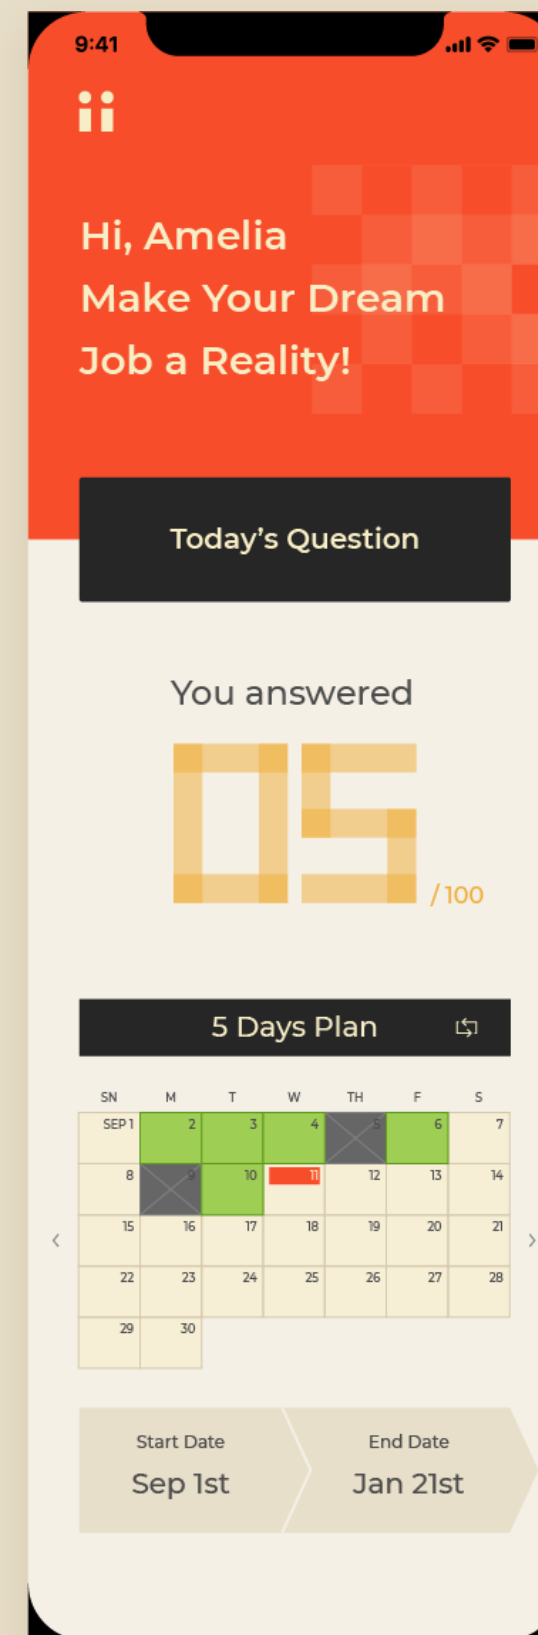 9:41
Hi, Amelia
Make Your Dream
Job a Reality!
Today's Question
You answered
05 / 100
5 Days Plan
SN M T W TH F S
SEP 1 2 3 4 5 6 7
8 9 10 11 12 13 14
15 16 17 18 19 20 21
22 23 24 25 26 27 28
29 30
Start Date End Date
Sep 1st Jan 21st